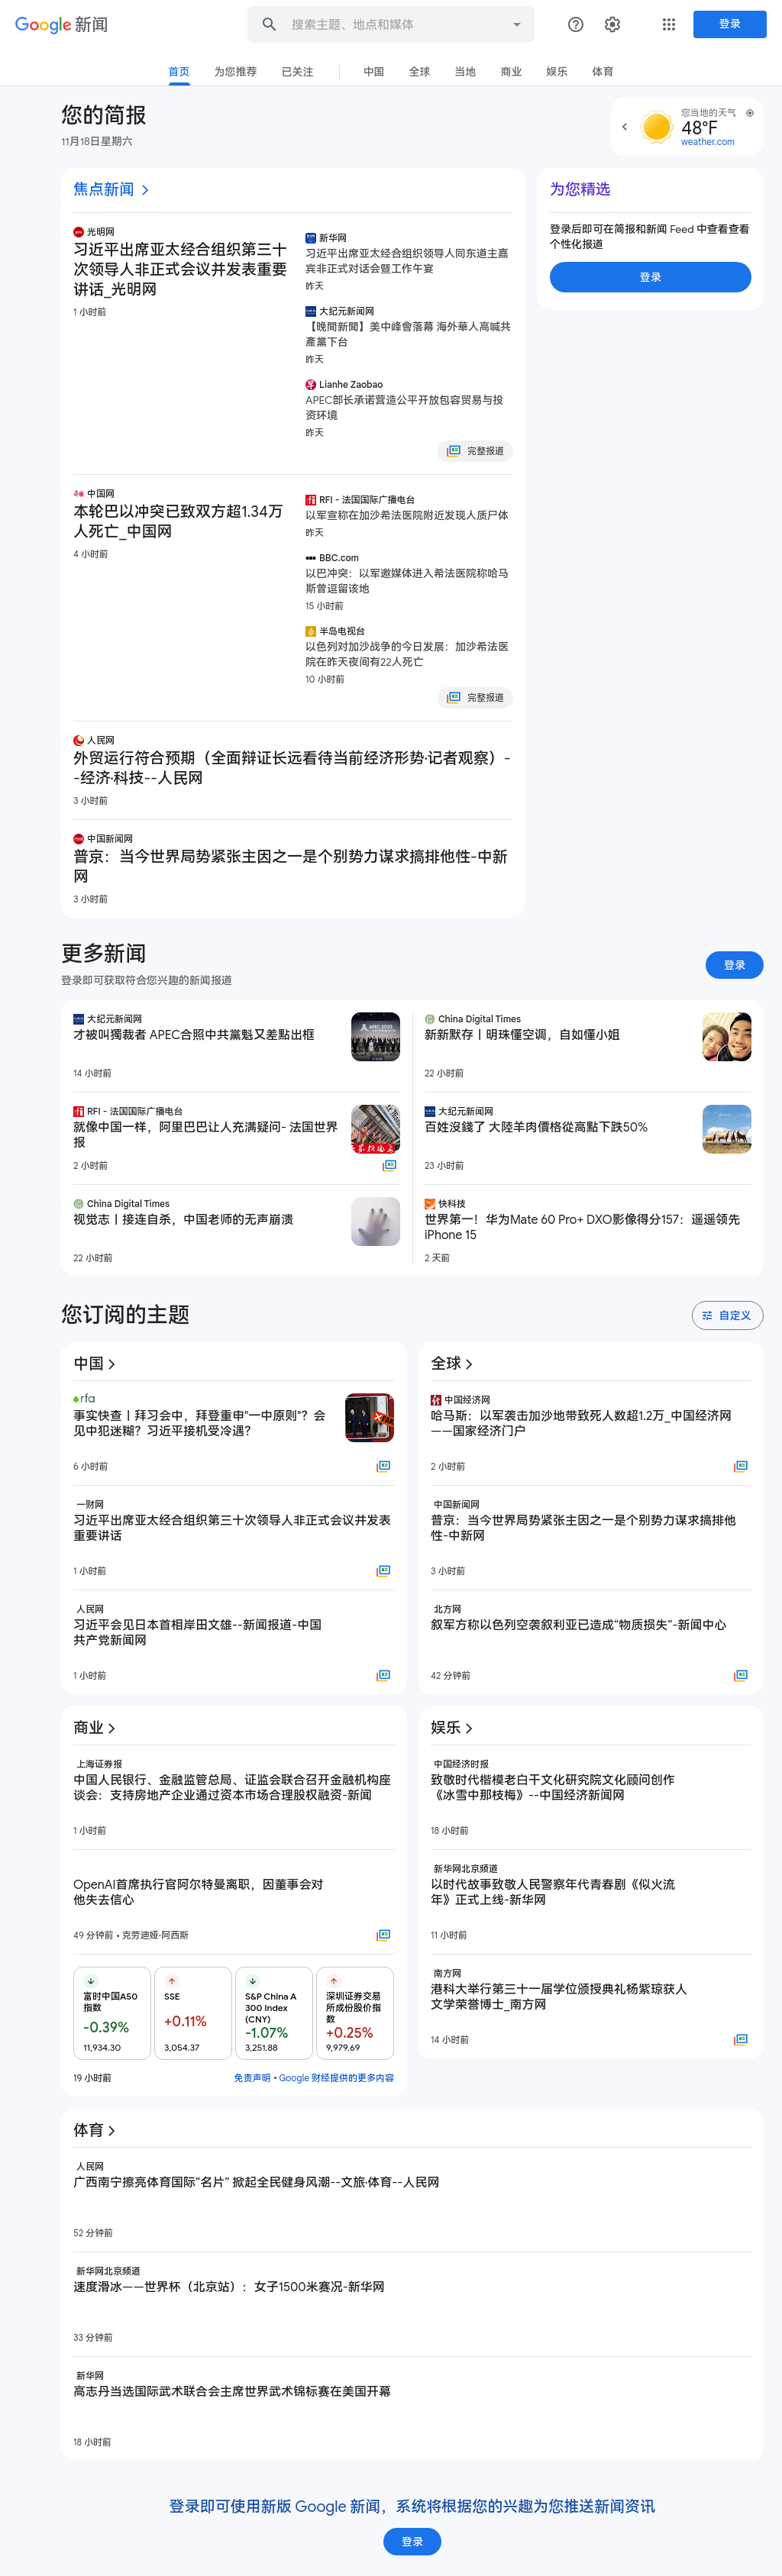 Google 新闻
搜索主题、地点和媒体
登录
首页
为您推荐
已关注
中国
全球
当地
商业
娱乐
体育
您的简报
11月18日星期六
您当地的天气
48°F
weather.com
焦点新闻
光明网
习近平出席亚太经合组织第三十
次领导人非正式会议并发表重要
讲话_光明网
1 小时前
新华网
习近平出席亚太经合组织领导人同东道主嘉
宾非正式对话会暨工作午宴
昨天
大纪元新闻网
【晚間新聞】美中峰會落幕 海外華人高喊共
產黨下台
昨天
Lianhe Zaobao
APEC部长承诺营造公平开放包容贸易与投
资环境
昨天
完整报道
中国网
本轮巴以冲突已致双方超1.34万
人死亡_中国网
4 小时前
RFI - 法国国际广播电台
以军宣称在加沙希法医院附近发现人质尸体
昨天
BBC.com
以巴冲突：以军邀媒体进入希法医院称哈马
斯曾逗留该地
15 小时前
半岛电视台
以色列对加沙战争的今日发展：加沙希法医
院在昨天夜间有22人死亡
10 小时前
完整报道
人民网
外贸运行符合预期（全面辩证长远看待当前经济形势·记者观察）-
-经济·科技--人民网
3 小时前
中国新闻网
普京：当今世界局势紧张主因之一是个别势力谋求搞排他性-中新
网
3 小时前
为您精选
登录后即可在简报和新闻 Feed 中查看查看
个性化报道
登录
更多新闻
登录即可获取符合您兴趣的新闻报道
登录
大纪元新闻网
才被叫獨裁者 APEC合照中共黨魁又差點出框
14 小时前
RFI - 法国国际广播电台
就像中国一样，阿里巴巴让人充满疑问- 法国世界
报
2 小时前
China Digital Times
视觉志丨接连自杀，中国老师的无声崩溃
22 小时前
China Digital Times
新新默存丨明珠懂空调，自如懂小姐
22 小时前
大纪元新闻网
百姓沒錢了 大陸羊肉價格從高點下跌50%
23 小时前
快科技
世界第一！华为Mate 60 Pro+ DXO影像得分157：遥遥领先
iPhone 15
2 天前
您订阅的主题
自定义
中国
rfa
事实快查丨拜习会中，拜登重申"一中原则"？会
见中犯迷糊？习近平接机受冷遇？
6 小时前
一财网
习近平出席亚太经合组织第三十次领导人非正式会议并发表
重要讲话
1 小时前
人民网
习近平会见日本首相岸田文雄--新闻报道-中国
共产党新闻网
1 小时前
全球
中国经济网
哈马斯：以军袭击加沙地带致死人数超1.2万_中国经济网
——国家经济门户
2 小时前
中国新闻网
普京：当今世界局势紧张主因之一是个别势力谋求搞排他
性-中新网
3 小时前
北方网
叙军方称以色列空袭叙利亚已造成“物质损失”-新闻中心
42 分钟前
商业
上海证券报
中国人民银行、金融监管总局、证监会联合召开金融机构座
谈会：支持房地产企业通过资本市场合理股权融资-新闻
1 小时前
OpenAI首席执行官阿尔特曼离职，因董事会对
他失去信心
49 分钟前 • 克劳迪娅·阿西斯
富时中国A50
指数
-0.39%
11,934.30
SSE
+0.11%
3,054.37
S&P China A
300 Index
(CNY)
-1.07%
3,251.88
深圳证券交易
所成份股价指
数
+0.25%
9,979.69
19 小时前
免责声明 • Google 财经提供的更多内容
娱乐
中国经济时报
致敬时代楷模老白干文化研究院文化顾问创作
《冰雪中那枝梅》--中国经济新闻网
18 小时前
新华网北京频道
以时代故事致敬人民警察年代青春剧《似火流
年》正式上线-新华网
11 小时前
南方网
港科大举行第三十一届学位颁授典礼杨紫琼获人
文学荣誉博士_南方网
14 小时前
体育
人民网
广西南宁擦亮体育国际“名片” 掀起全民健身风潮--文旅·体育--人民网
52 分钟前
新华网北京频道
速度滑冰——世界杯（北京站）：女子1500米赛况-新华网
33 分钟前
新华网
高志丹当选国际武术联合会主席世界武术锦标赛在美国开幕
18 小时前
登录即可使用新版 Google 新闻，系统将根据您的兴趣为您推送新闻资讯
登录